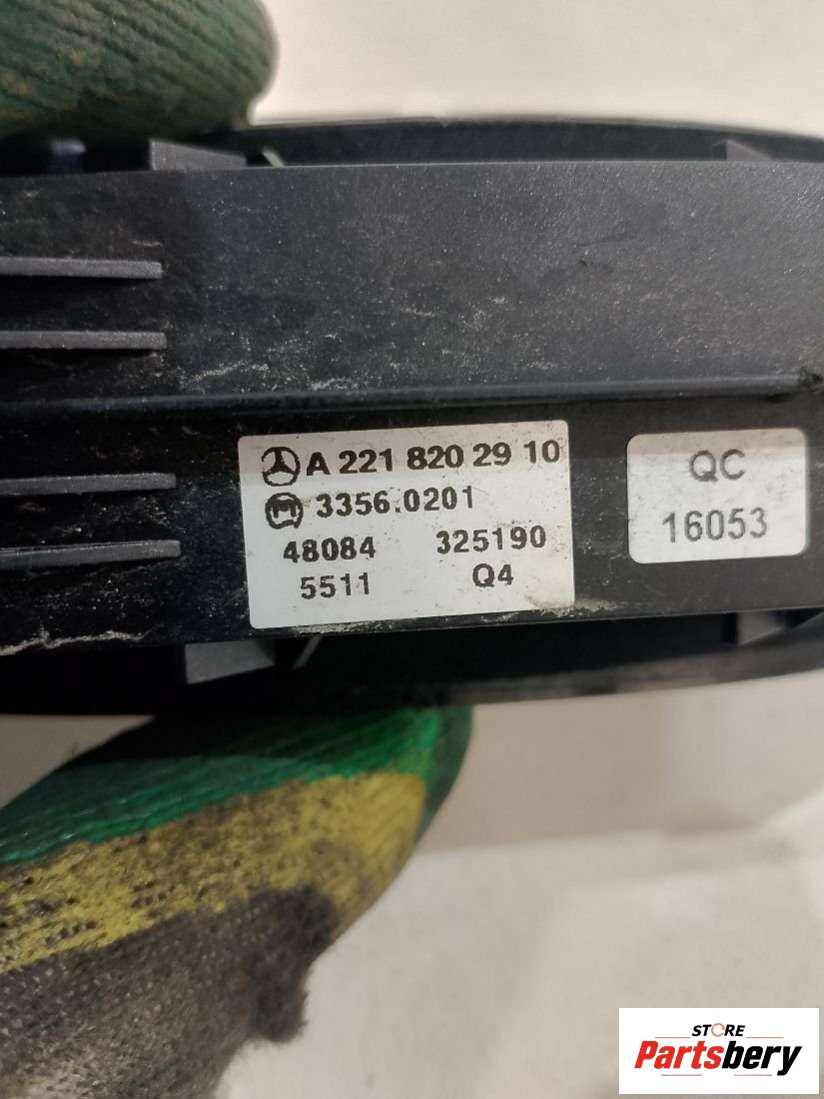 A 221 820 29 10
3356.0201
48084 325190
5511 Q4
QC
16053
STORE
Partsbery